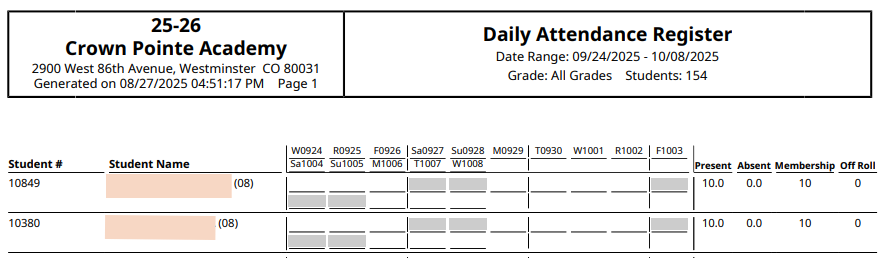 25-26
Crown Pointe Academy
2900 West 86th Avenue, Westminster CO 80031
Generated on 08/27/2025 04:51:17 PM Page 1
Daily Attendance Register
Date Range: 09/24/2025 - 10/08/2025
Grade: All Grades Students: 154
W0924 R0925 F0926 Sa0927 Su0928 M0929 T0930 W1001 R1002 F1003
Student # Student Name Sa1004 Su1005 M1006 T1007 W1008 Present Absent Membership Off Roll
10849 (08) 10.0 0.0 10 0
10380 (08) 10.0 0.0 10 0